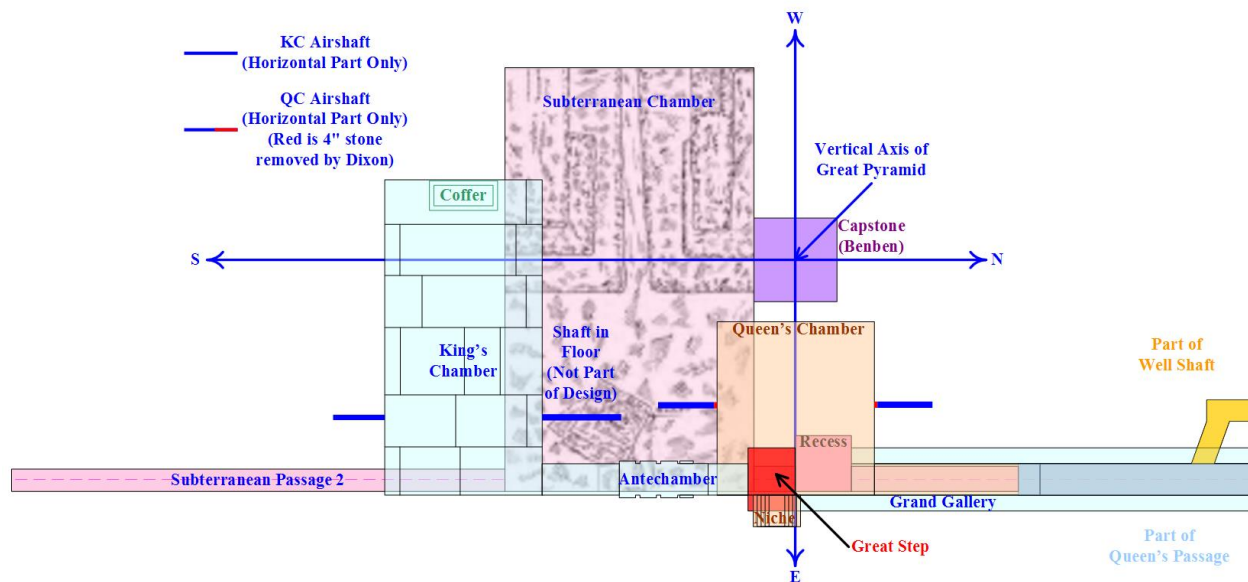 W
KC Airshaft
(Horizontal Part Only)
QC Airshaft
(Horizontal Part Only)
(Red is 4" stone
removed by Dixon)
Subterranean Chamber
Vertical Axis of
Great Pyramid
Coffer
Capstone
(Benben)
S
N
Queen's Chamber
Shaft in
Floor
(Not Part
of Design)
King's
Chamber
Part of
Well Shaft
Recess
Subterranean Passage 2
Antechamber
Grand Gallery
Niche
Great Step
Part of
Queen's Passage
E